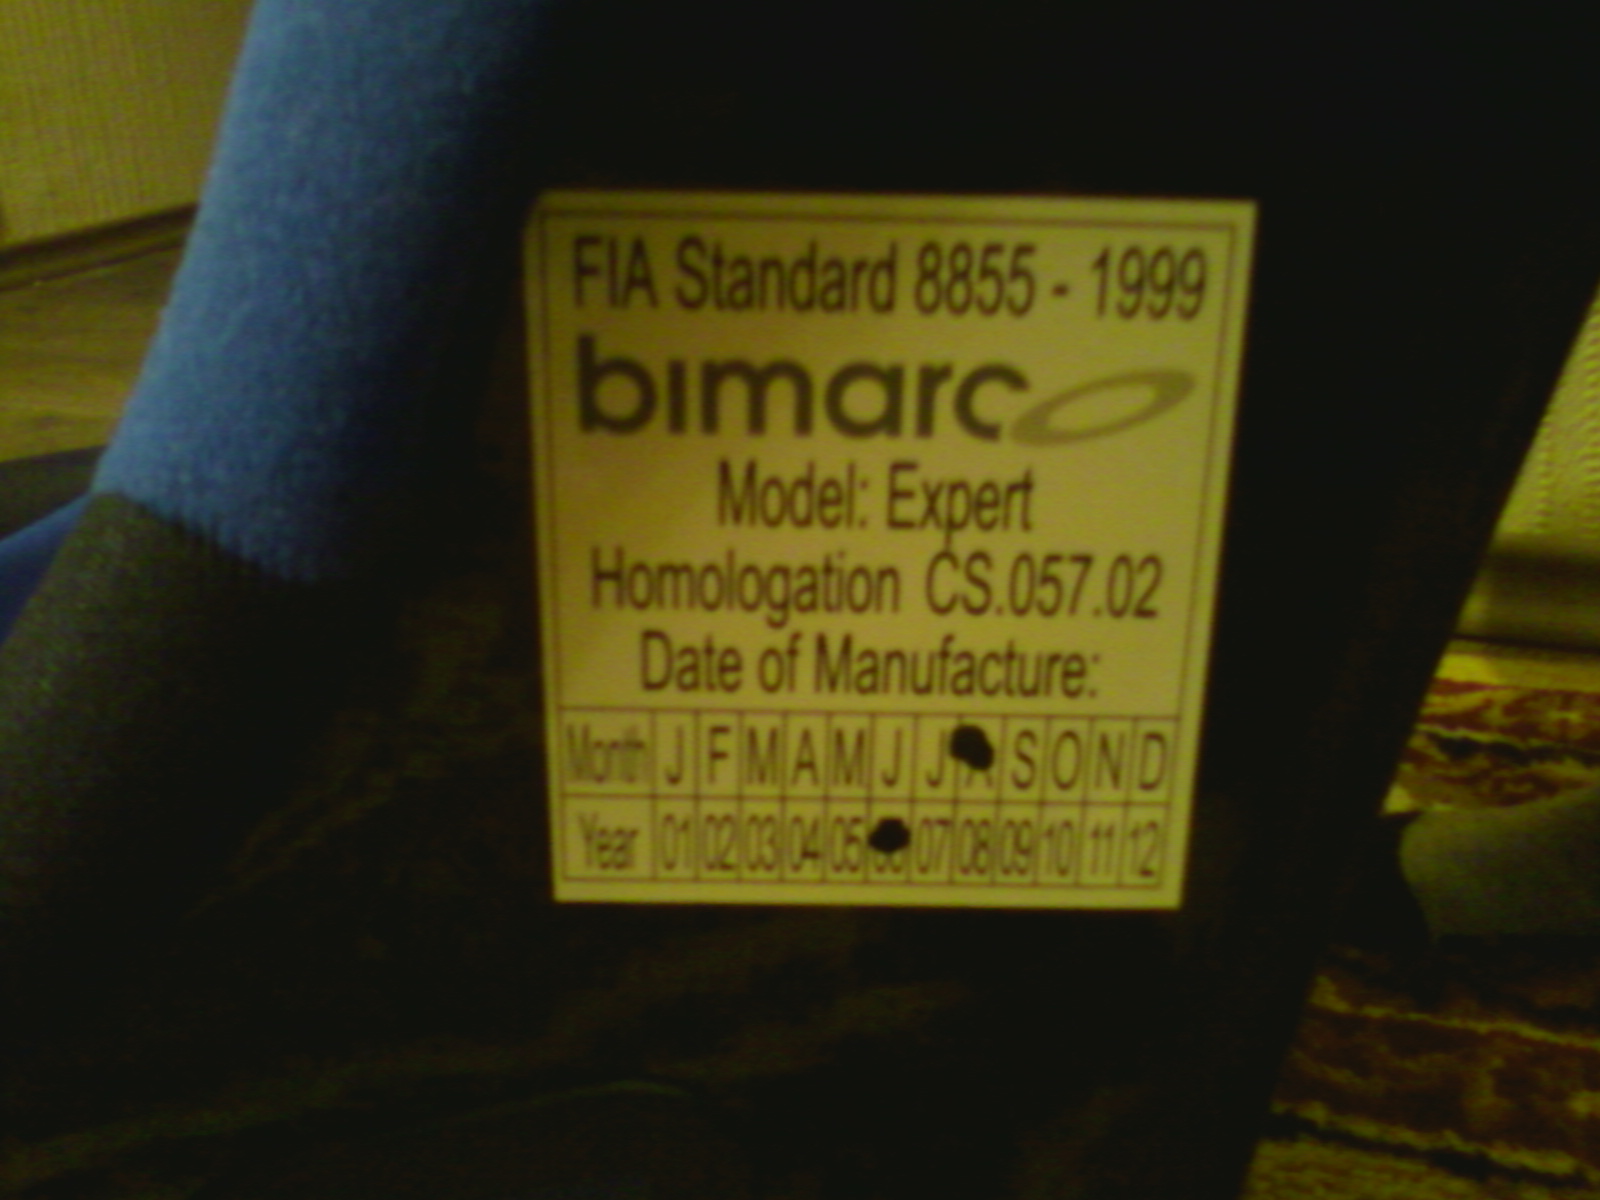 FIA Standard 8855 - 1999
bimarco
Model: Expert
Homologation CS.057.02
Date of Manufacture:
Month J F M A M J J A S O N D
Year 01 02 03 04 05 06 07 08 09 10 11 12